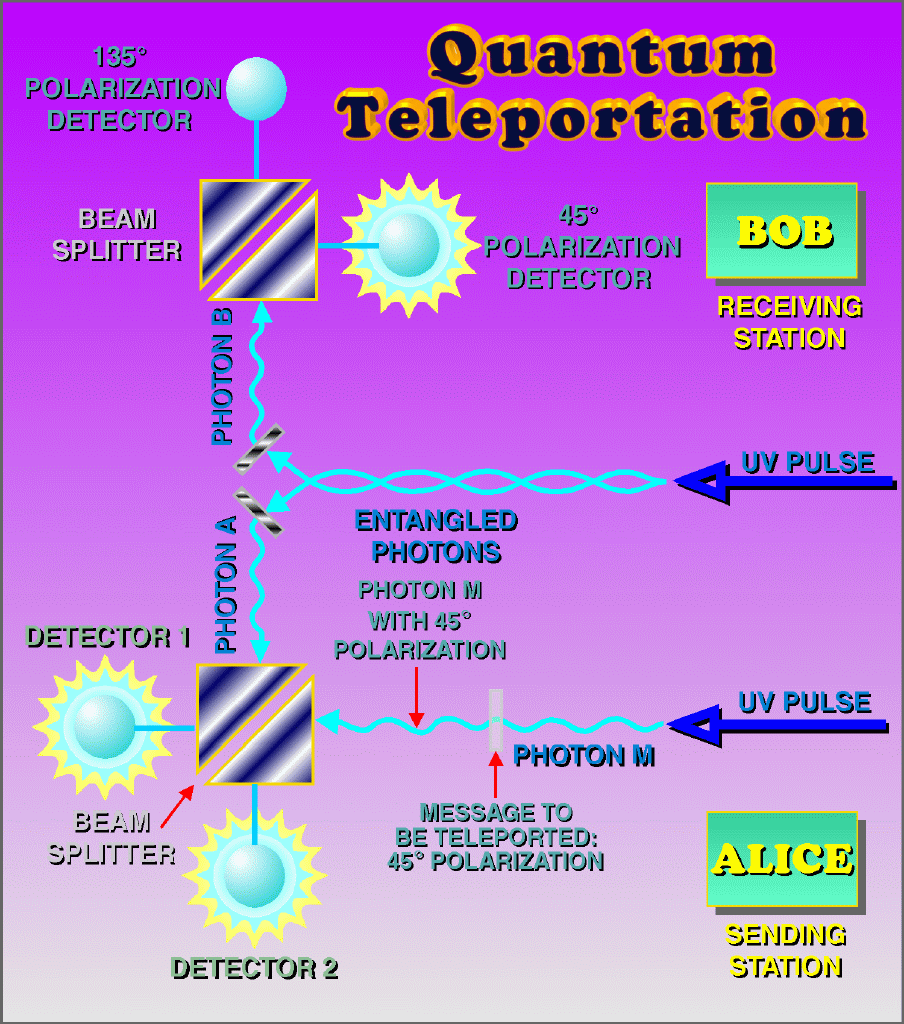 Quantum
Teleportation
135°
POLARIZATION
DETECTOR
BEAM
SPLITTER
45°
POLARIZATION
DETECTOR
BOB
RECEIVING
STATION
PHOTON B
UV PULSE
ENTANGLED
PHOTONS
PHOTON A
PHOTON M
WITH 45°
POLARIZATION
DETECTOR 1
UV PULSE
PHOTON M
MESSAGE TO
BE TELEPORTED:
45° POLARIZATION
BEAM
SPLITTER
ALICE
SENDING
STATION
DETECTOR 2